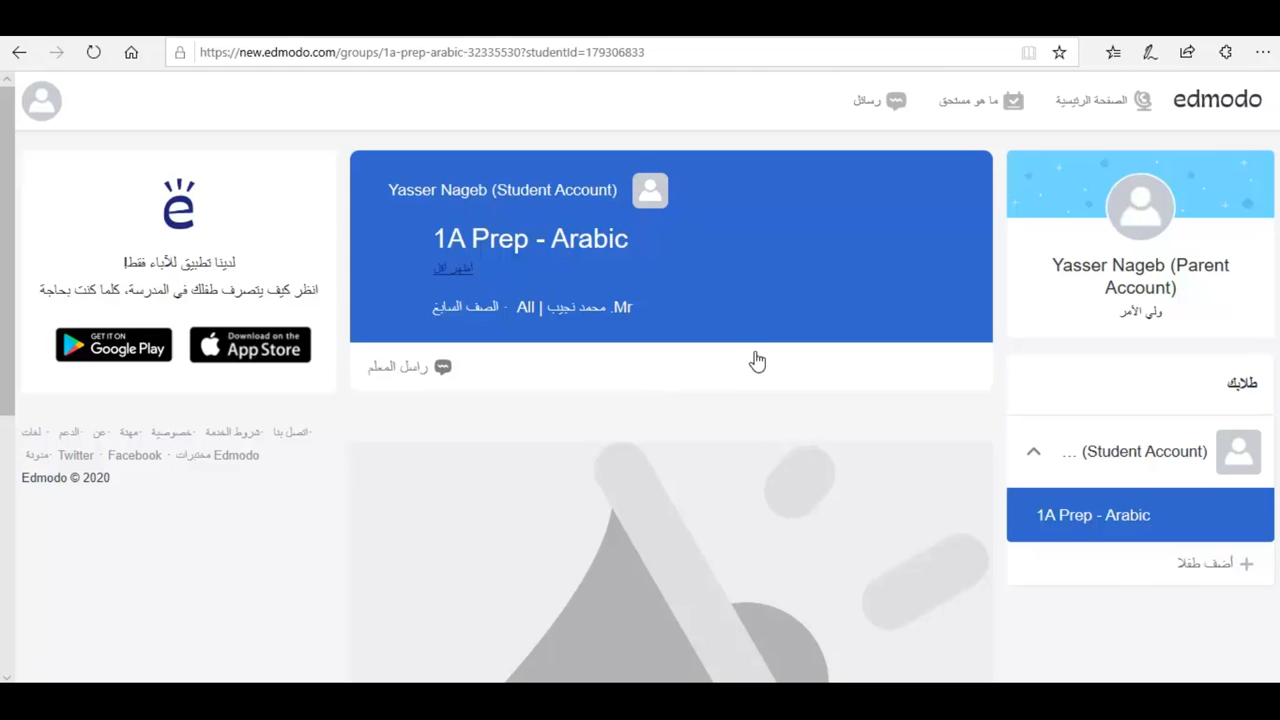 https://new.edmodo.com/groups/1a-prep-arabic-32335530?studentId=179306833
edmodo
الصفحة الرئيسية
ما هو مستحق
رسائل
Yasser Nageb (Parent
Account)
ولي الأمر
طلابك
(Student Account) ...
1A Prep - Arabic
أضف طفلا
Yasser Nageb (Student Account)
1A Prep - Arabic
أظهر أقل
Mr. محمد نجيب | All · الصف السابع
راسل المعلم
لدينا تطبيق للآباء فقط!
انظر كيف يتصرف طفلك في المدرسة، كلما كنت بحاجة
GET IT ON
Google Play
Download on the
App Store
اتصل بنا · شروط الخدمة · خصوصية · مهنة · عن · الدعم · لغات
Edmodo مختبرات · Facebook · Twitter · مدونة
Edmodo © 2020